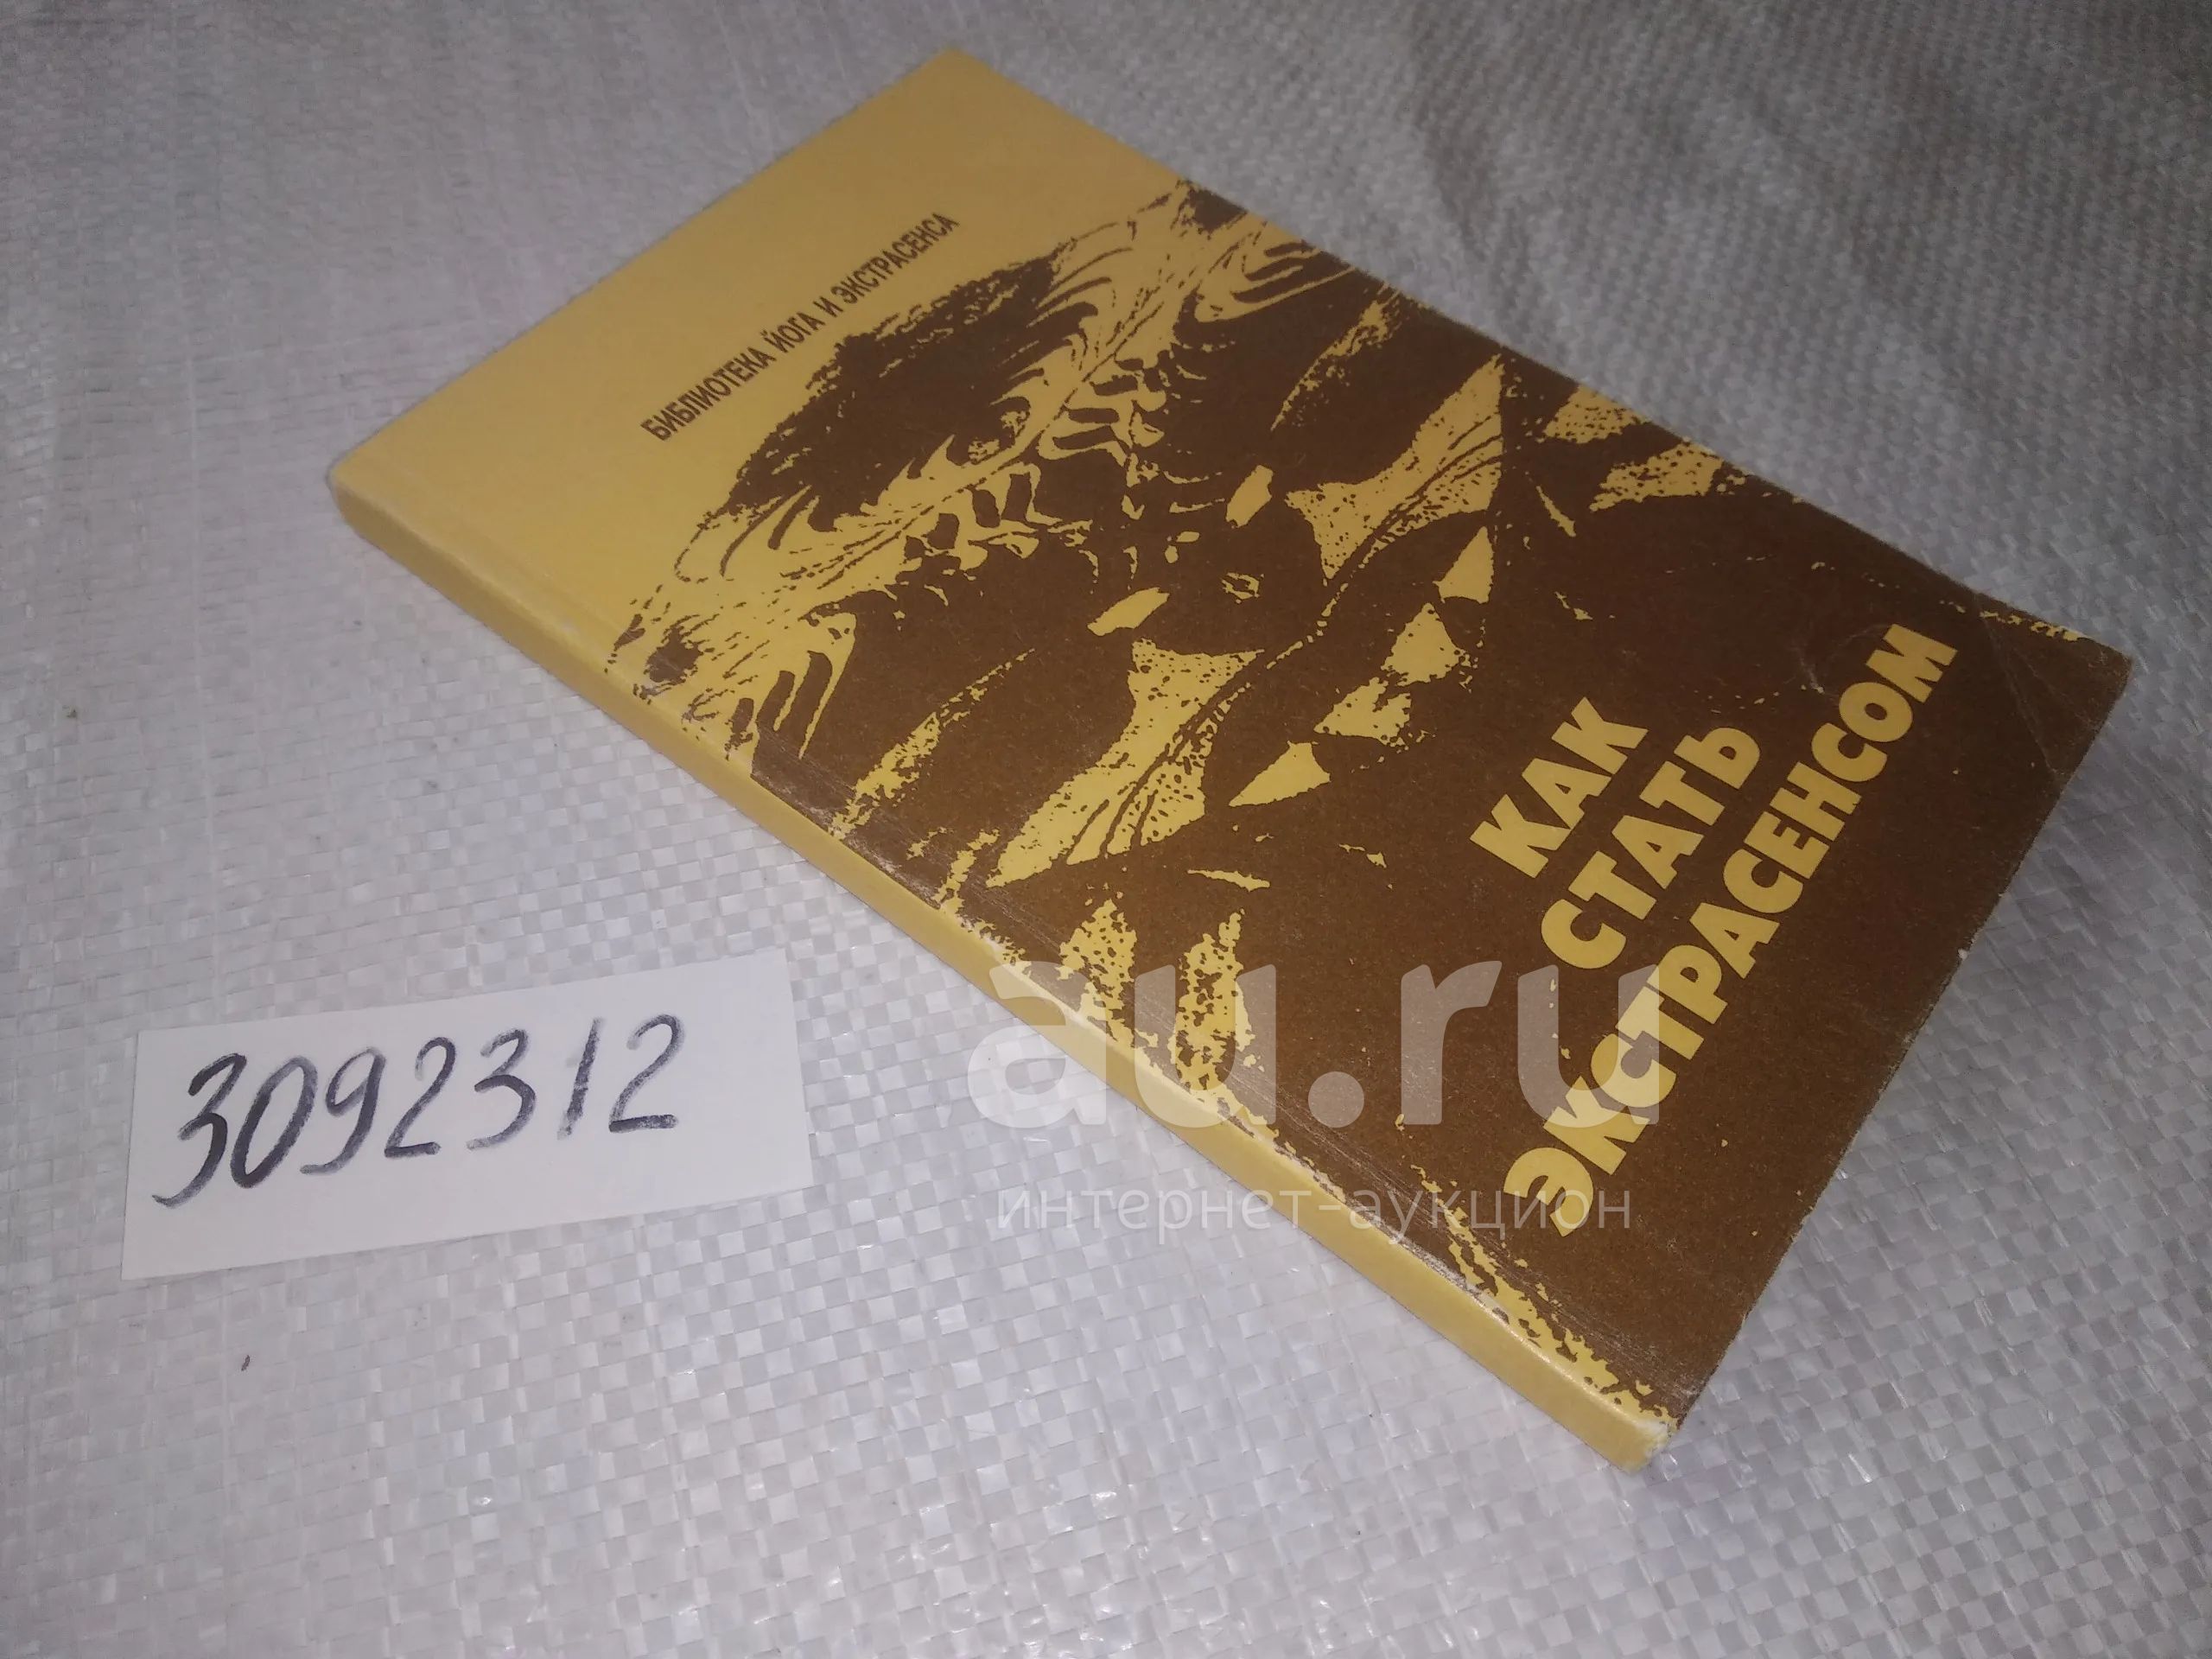 БИБЛИОТЕКА ЙОГА И ЭКСТРАСЕНСА
КАК
СТАТЬ
ЭКСТРАСЕНСОМ
3092312
au.ru
интернет-аукцион